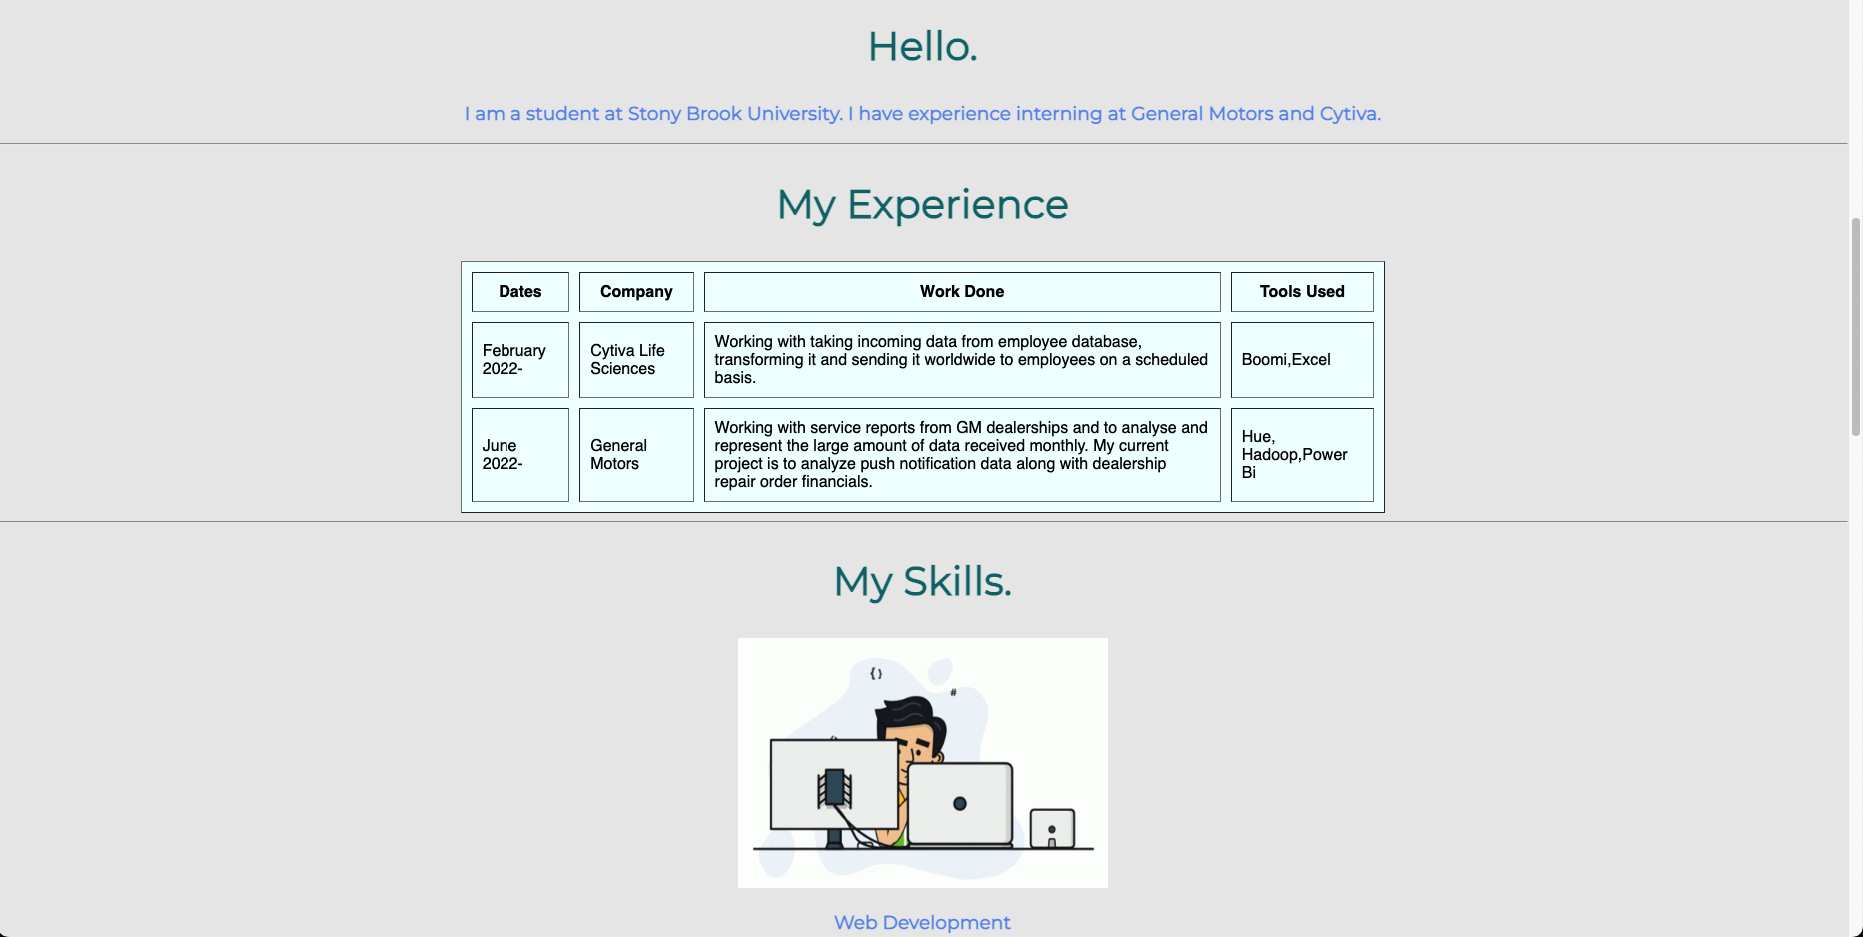 Hello.
I am a student at Stony Brook University. I have experience interning at General Motors and Cytiva.
My Experience
Dates
Company
Work Done
Tools Used
February
2022-
Cytiva Life
Sciences
Working with taking incoming data from employee database,
transforming it and sending it worldwide to employees on a scheduled
basis.
Boomi,Excel
June
2022-
General
Motors
Working with service reports from GM dealerships and to analyse and
represent the large amount of data received monthly. My current
project is to analyze push notification data along with dealership
repair order financials.
Hue,
Hadoop,Power
Bi
My Skills.
{}
#
Web Development